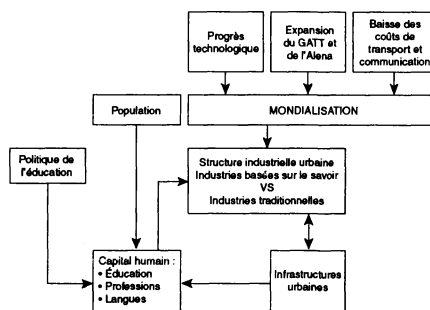 Progrès
technologique
Expansion
du GATT et
de l'Alena
Baisse des
coûts de
transport et
communication
Population
MONDIALISATION
Politique de
l'éducation
Structure industrielle urbaine
Industries basées sur le savoir
VS
Industries traditionnelles
Capital humain :
• Éducation
• Professions
• Langues
Infrastructures
urbaines